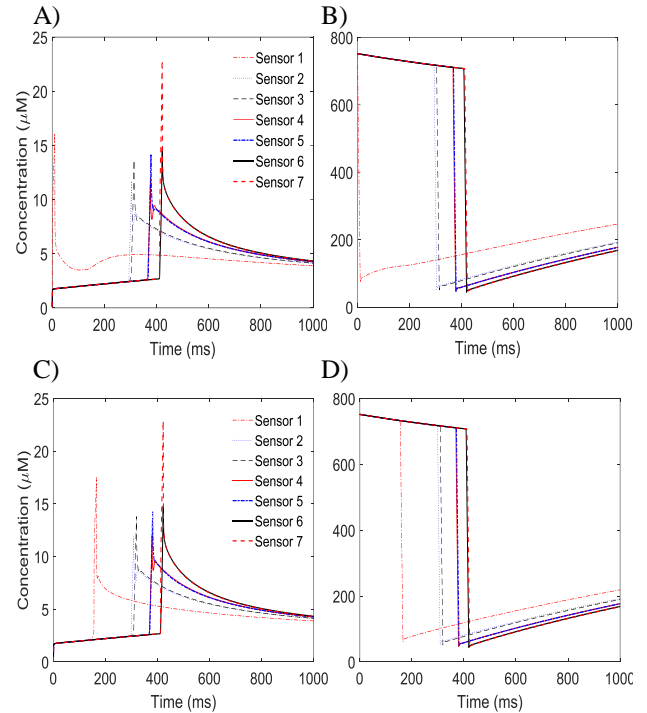 A)
B)
25
20
15
10
5
0
Concentration (μM)
Sensor 1
Sensor 2
Sensor 3
Sensor 4
Sensor 5
Sensor 6
Sensor 7
0 200 400 600 800 1000
Time (ms)
800
600
400
200
0
0 200 400 600 800 1000
Time (ms)
C)
D)
25
20
15
10
5
0
Concentration (μM)
Sensor 1
Sensor 2
Sensor 3
Sensor 4
Sensor 5
Sensor 6
Sensor 7
0 200 400 600 800 1000
Time (ms)
800
600
400
200
0
0 200 400 600 800 1000
Time (ms)